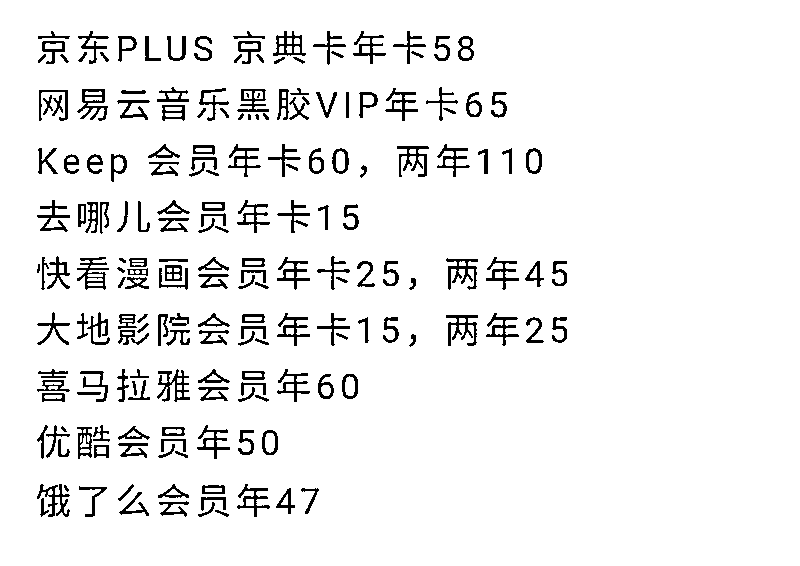 京东PLUS 京典卡年卡58
网易云音乐黑胶VIP年卡65
Keep 会员年卡60，两年110
去哪儿会员年卡15
快看漫画会员年卡25，两年45
大地影院会员年卡15，两年25
喜马拉雅会员年60
优酷会员年50
饿了么会员年47